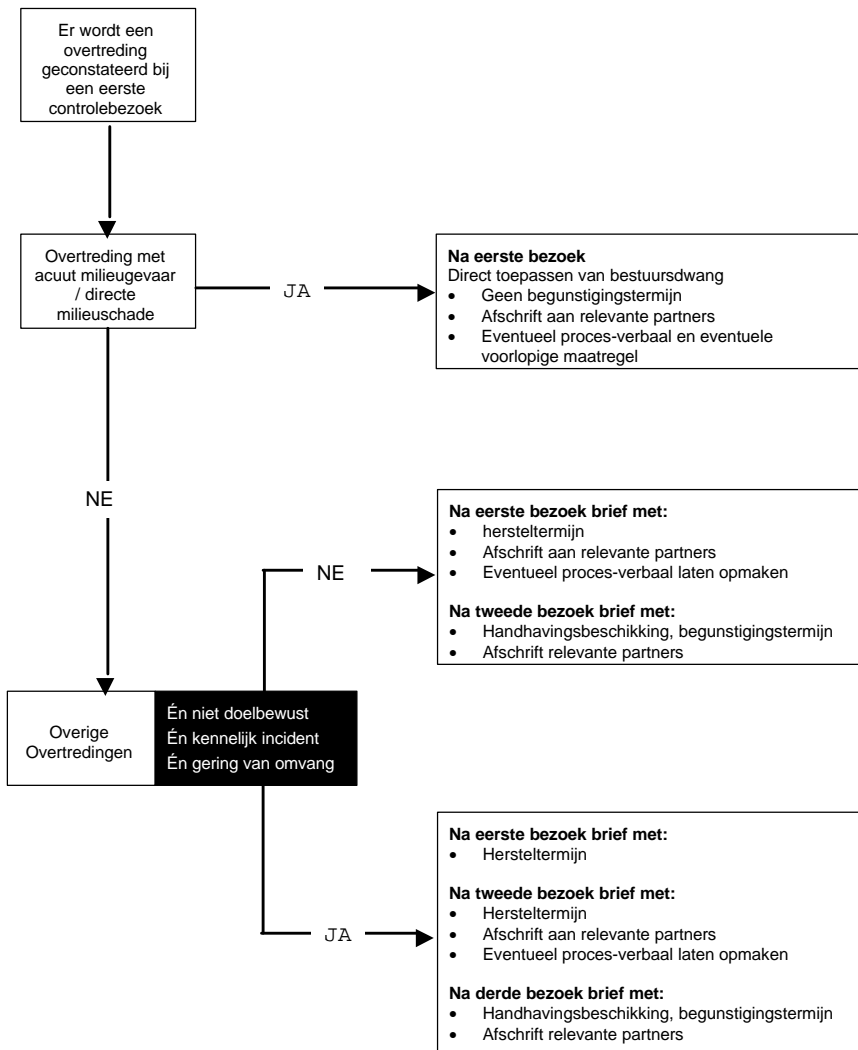 Er wordt een
overtreding
geconstateerd bij
een eerste
controlebezoek
Overtreding met
acuut milieugevaar
/ directe
milieuschade
JA
Na eerste bezoek
Direct toepassen van bestuursdwang
• Geen begunstigingstermijn
• Afschrift aan relevante partners
• Eventueel proces-verbaal en eventuele
voorlopige maatregel
NE
NE
Na eerste bezoek brief met:
• hersteltermijn
• Afschrift aan relevante partners
• Eventueel proces-verbaal laten opmaken
Na tweede bezoek brief met:
• Handhavingsbeschikking, begunstigingstermijn
• Afschrift relevante partners
Overige
Overtredingen
Én niet doelbewust
Én kennelijk incident
Én gering van omvang
JA
Na eerste bezoek brief met:
• Hersteltermijn
Na tweede bezoek brief met:
• Hersteltermijn
• Afschrift aan relevante partners
• Eventueel proces-verbaal laten opmaken
Na derde bezoek brief met:
• Handhavingsbeschikking, begunstigingstermijn
• Afschrift relevante partners